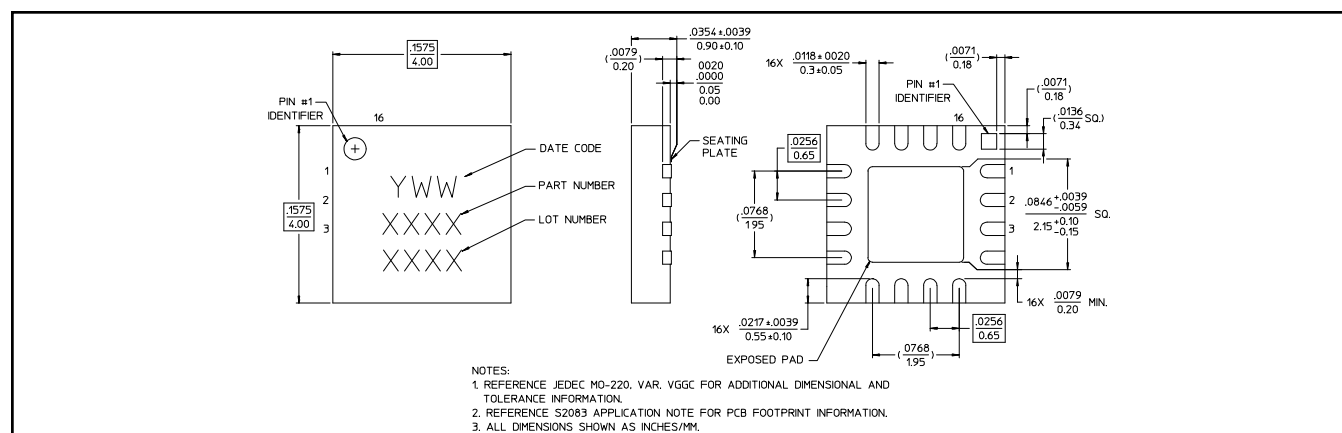 .1575
4.00
PIN #1
IDENTIFIER
16
1
2
3
.1575
4.00
YWW
XXXX
XXXX
DATE CODE
PART NUMBER
LOT NUMBER
.0354±.0039
0.90±0.10
(.0079
0.20)
.0020
.0000
0.05
0.00
SEATING
PLATE
16X .0118±.0020
0.3±0.05
(.0071
0.18)
PIN #1
IDENTIFIER
16
(.0071
0.18)
(.0136
0.34 SQ.)
.0256
0.65
(.0768
1.95)
1
2
3
.0846 +.0039
-.0059 SQ.
2.15 +0.10
-0.15
16X .0079 MIN.
0.20
16X .0217±.0039
0.55±0.10
.0256
0.65
(.0768
1.95)
EXPOSED PAD
NOTES:
1. REFERENCE JEDEC MO-220, VAR. VGGC FOR ADDITIONAL DIMENSIONAL AND
TOLERANCE INFORMATION.
2. REFERENCE S2083 APPLICATION NOTE FOR PCB FOOTPRINT INFORMATION.
3. ALL DIMENSIONS SHOWN AS INCHES/MM.